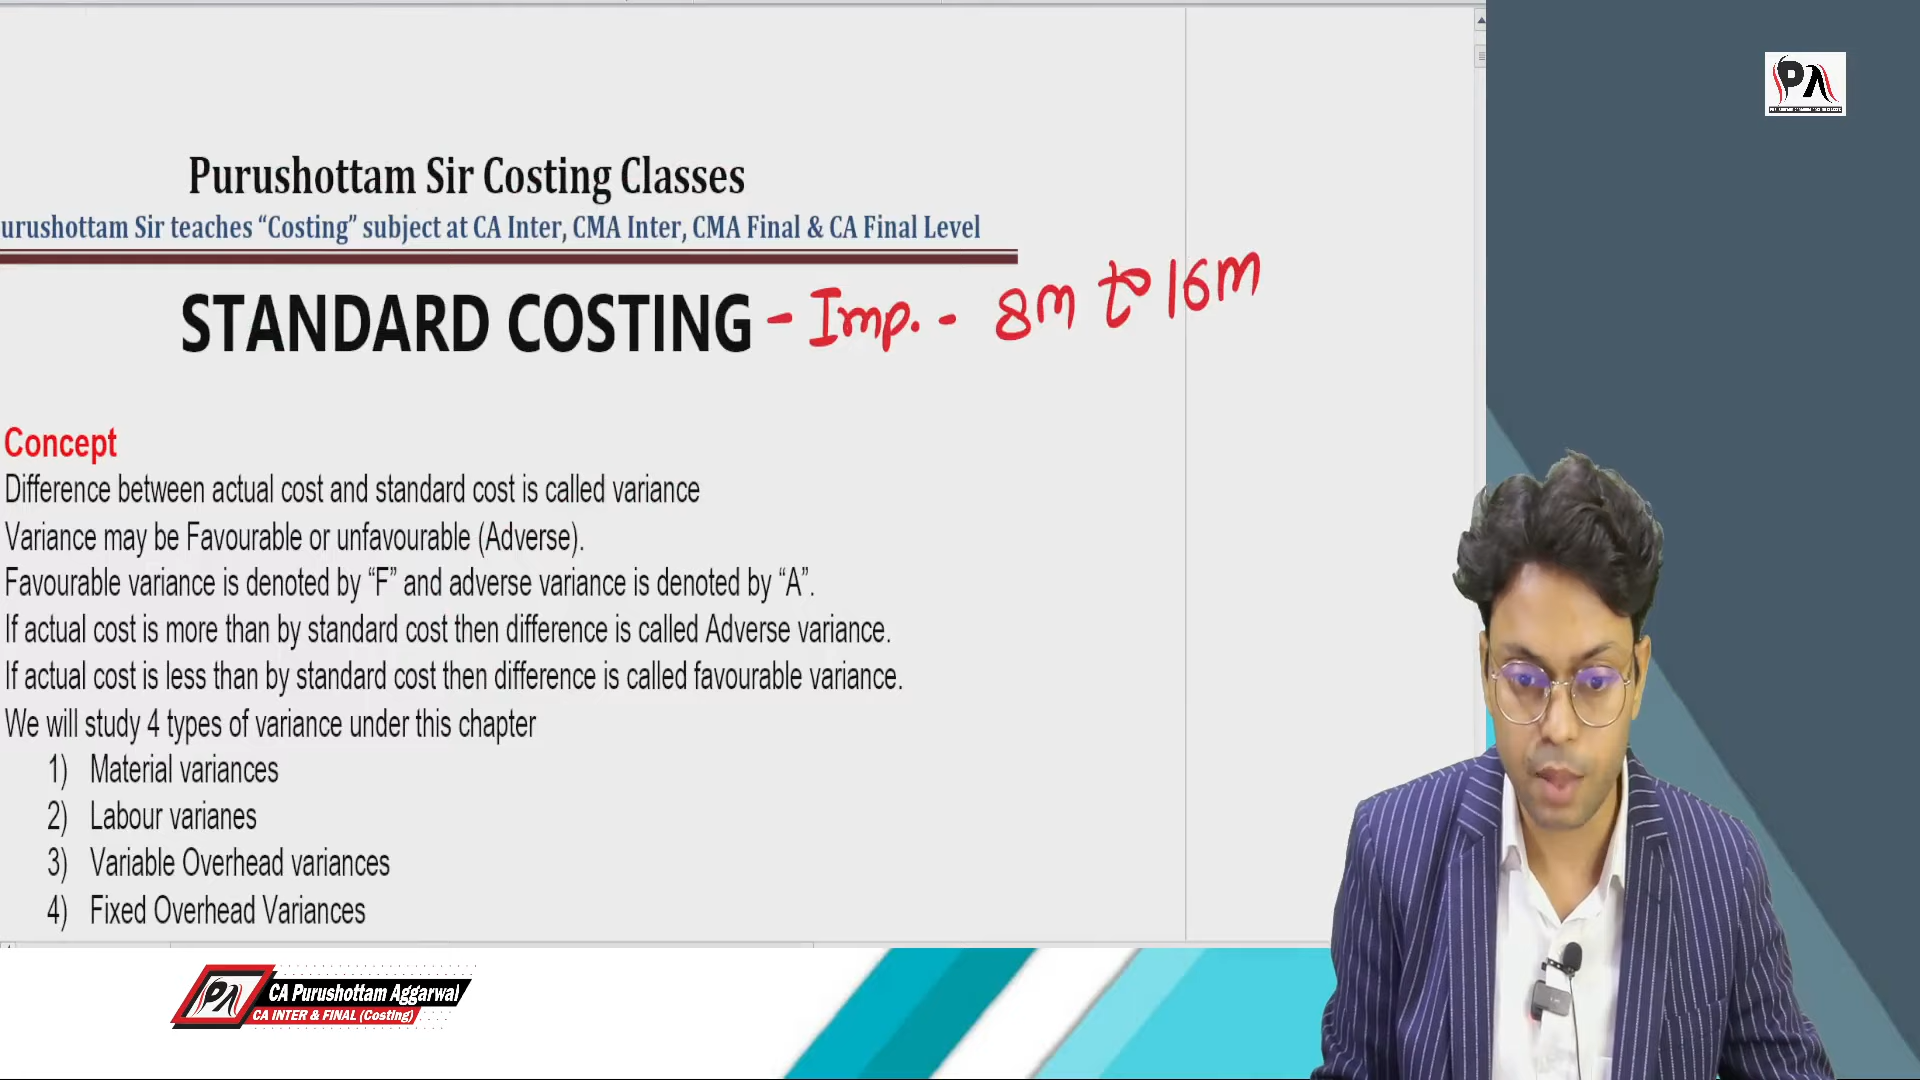 PA
Purushottam Sir Costing Classes
urushottam Sir teaches “Costing” subject at CA Inter, CMA Inter, CMA Final & CA Final Level
STANDARD COSTING - Imp. - 8m to 16m
Concept
Difference between actual cost and standard cost is called variance
Variance may be Favourable or unfavourable (Adverse).
Favourable variance is denoted by “F” and adverse variance is denoted by “A”.
If actual cost is more than by standard cost then difference is called Adverse variance.
If actual cost is less than by standard cost then difference is called favourable variance.
We will study 4 types of variance under this chapter
1) Material variances
2) Labour varianes
3) Variable Overhead variances
4) Fixed Overhead Variances
PA CA Purushottam Aggarwal
CA INTER & FINAL (Costing)